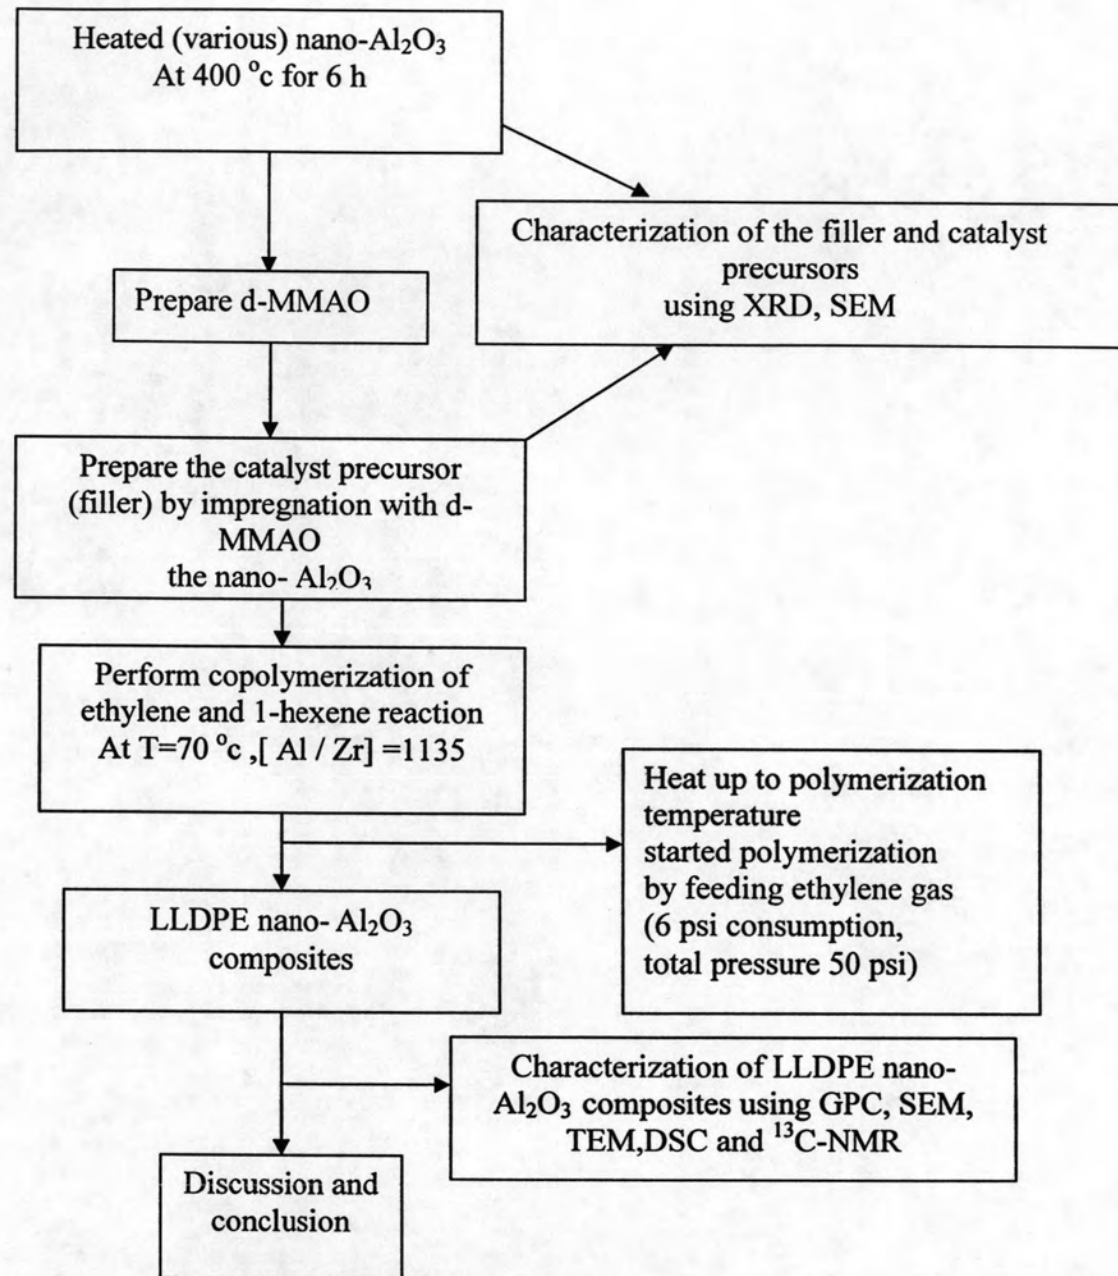 Heated (various) nano-Al₂O₃
At 400 °c for 6 h
Characterization of the filler and catalyst
precursors
using XRD, SEM
Prepare d-MMAO
Prepare the catalyst precursor
(filler) by impregnation with d-
MMAO
the nano- Al₂O₃
Perform copolymerization of
ethylene and 1-hexene reaction
At T=70 °c ,[ Al / Zr] =1135
Heat up to polymerization
temperature
started polymerization
by feeding ethylene gas
(6 psi consumption,
total pressure 50 psi)
LLDPE nano- Al₂O₃
composites
Characterization of LLDPE nano-
Al₂O₃ composites using GPC, SEM,
TEM,DSC and ¹³C-NMR
Discussion and
conclusion